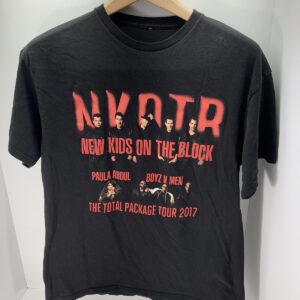 NKOTB
NEW KIDS ON THE BLOCK
PAULA ABDUL BOYZ II MEN
THE TOTAL PACKAGE TOUR 2017